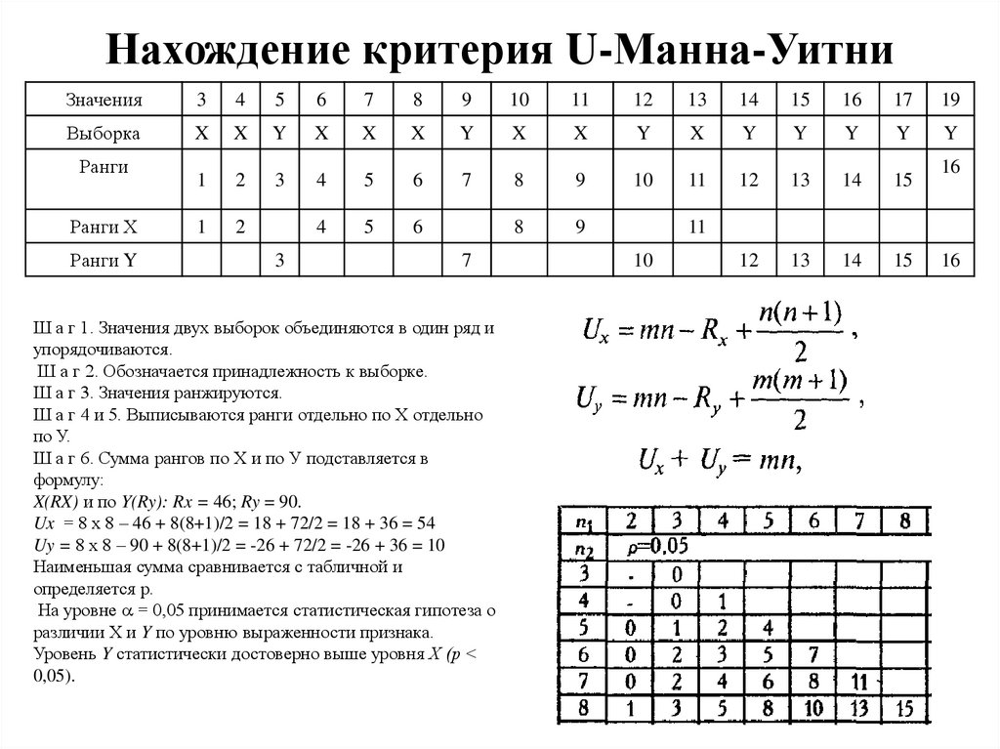 Нахождение критерия U-Манна-Уитни
Значения 3 4 5 6 7 8 9 10 11 12 13 14 15 16 17 19
Выборка X X Y X X X Y X X Y X Y Y Y Y Y
Ранги 1 2 3 4 5 6 7 8 9 10 11 12 13 14 15 16
Ранги X 1 2 4 5 6 8 9 11
Ранги Y 3 7 10 12 13 14 15 16
Ш а г 1. Значения двух выборок объединяются в один ряд и
упорядочиваются.
Ш а г 2. Обозначается принадлежность к выборке.
Ш а г 3. Значения ранжируются.
Ш а г 4 и 5. Выписываются ранги отдельно по X отдельно
по У.
Ш а г 6. Сумма рангов по X и по У подставляется в
формулу:
X(RX) и по Y(Ry): Rx = 46; Ry = 90.
Ux = 8 x 8 – 46 + 8(8+1)/2 = 18 + 72/2 = 18 + 36 = 54
Uy = 8 x 8 – 90 + 8(8+1)/2 = -26 + 72/2 = -26 + 36 = 10
Наименьшая сумма сравнивается с табличной и
определяется p.
На уровне α = 0,05 принимается статистическая гипотеза о
различии X и Y по уровню выраженности признака.
Уровень Y статистически достоверно выше уровня X (p <
0,05).
Ux = mn – Rx + n(n + 1)/2 ,
Uy = mn – Ry + m(m + 1)/2 ,
Ux + Uy = mn,
n1 2 3 4 5 6 7 8
n2 p=0,05
3 - 0
4 - 0 1
5 0 1 2 4
6 0 2 3 5 7
7 0 2 4 6 8 11
8 1 3 5 8 10 13 15